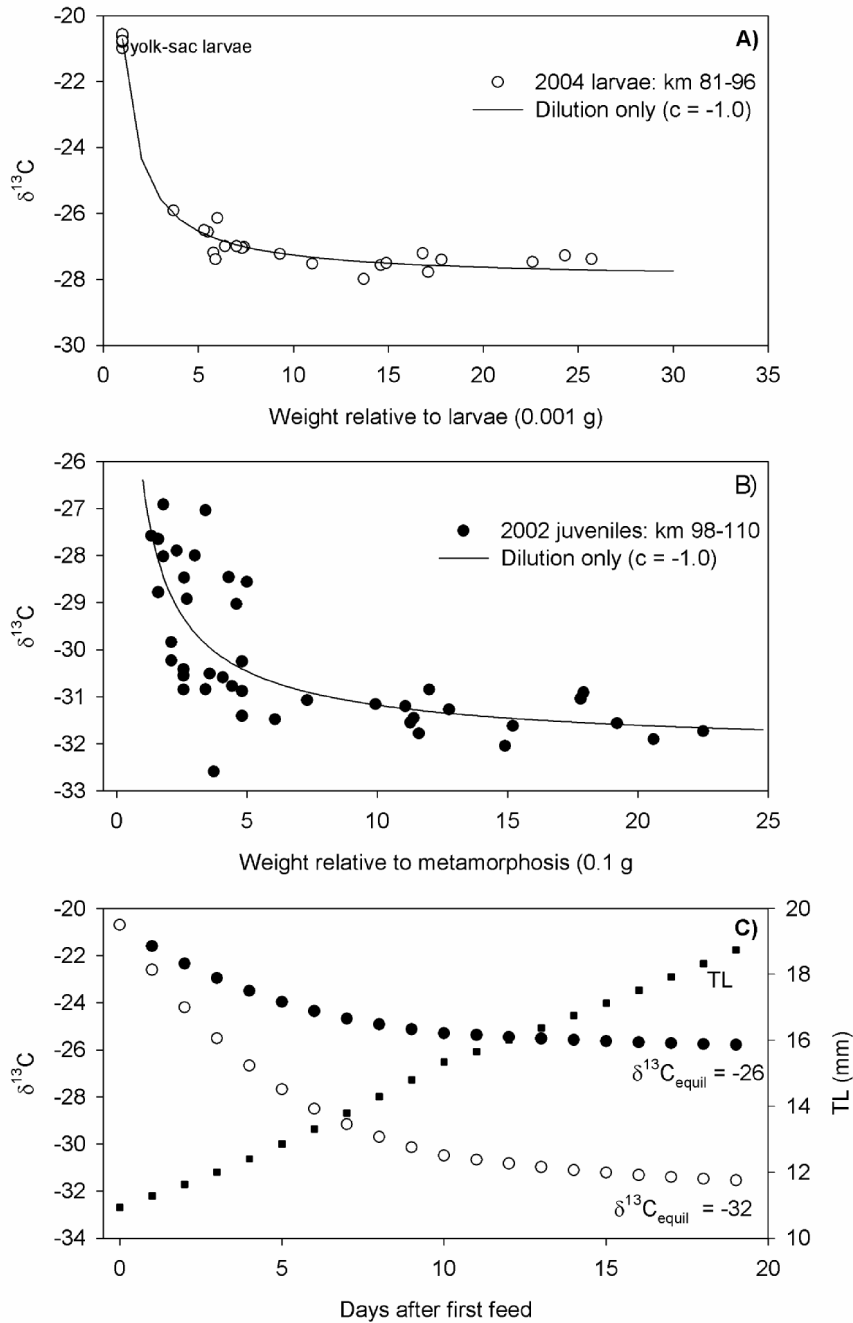 A)
-20
-22
-24
-26
-28
-30
δ13C
yolk-sac larvae
2004 larvae: km 81-96
Dilution only (c = -1.0)
0 5 10 15 20 25 30 35
Weight relative to larvae (0.001 g)
B)
-26
-27
-28
-29
-30
-31
-32
-33
δ13C
2002 juveniles: km 98-110
Dilution only (c = -1.0)
0 5 10 15 20 25
Weight relative to metamorphosis (0.1 g
C)
-20
-22
-24
-26
-28
-30
-32
-34
δ13C
TL
δ13Cequil = -26
δ13Cequil = -32
20
18
16
14
12
10
TL (mm)
0 5 10 15 20
Days after first feed